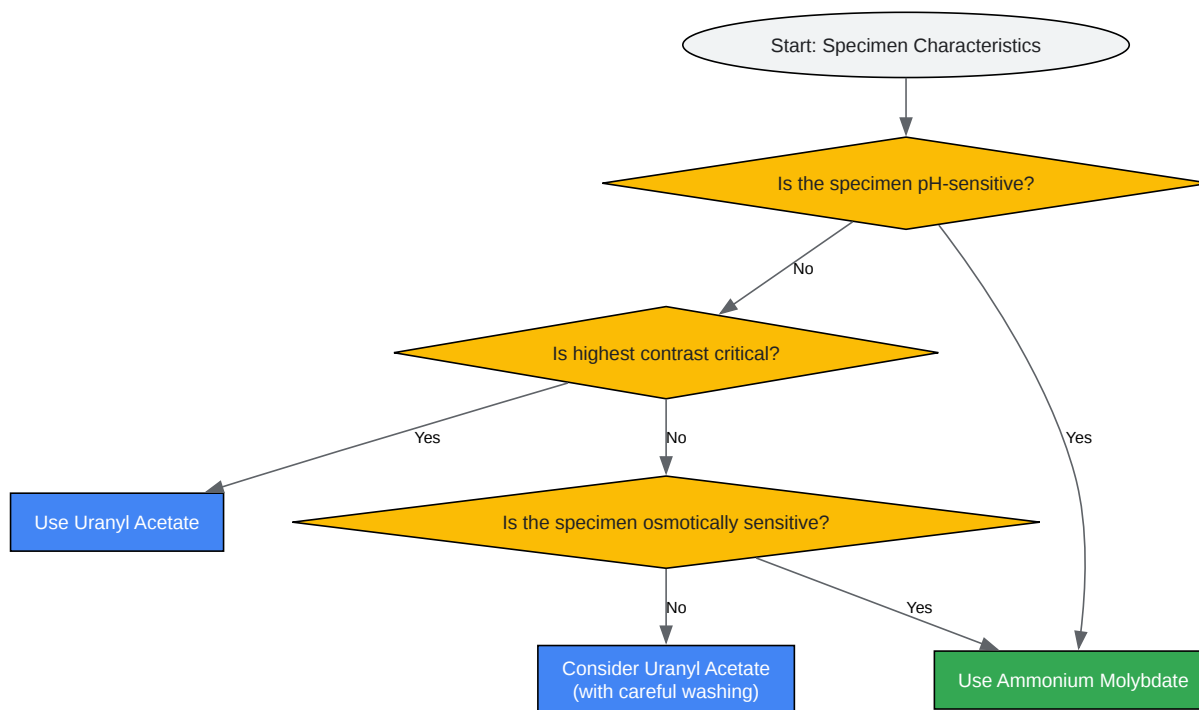 Start: Specimen Characteristics
Is the specimen pH-sensitive?
No
Is highest contrast critical?
Yes
No
Yes
Use Uranyl Acetate
Is the specimen osmotically sensitive?
No
Yes
Consider Uranyl Acetate
(with careful washing)
Use Ammonium Molybdate